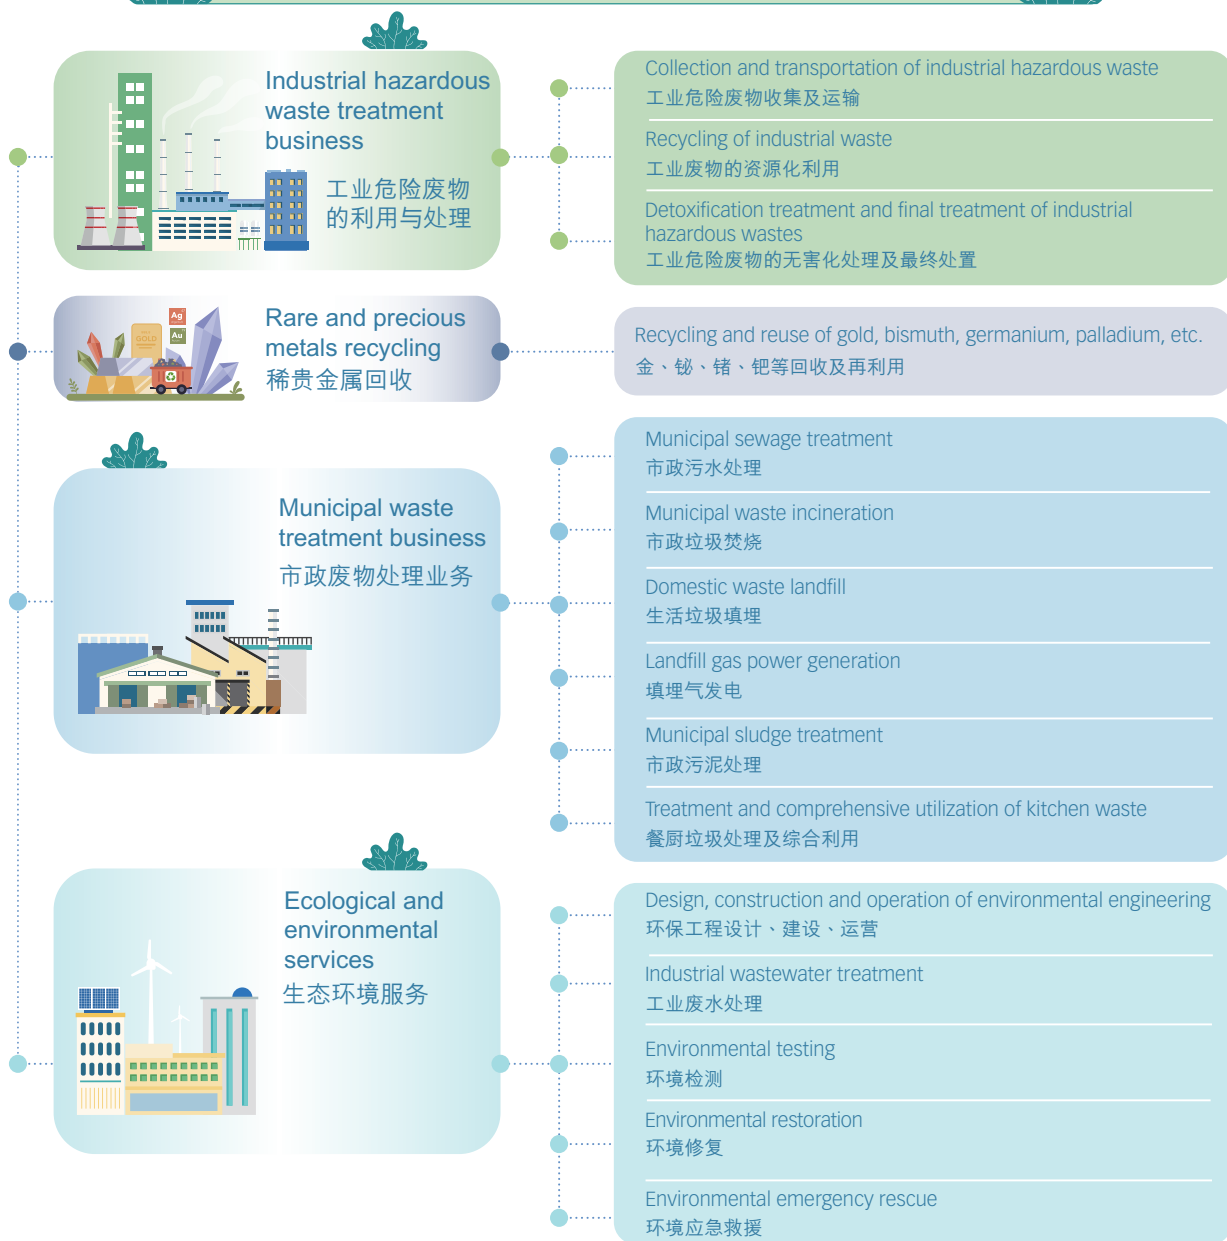 Industrial hazardous
waste treatment
business
工业危险废物
的利用与处理
Collection and transportation of industrial hazardous waste
工业危险废物收集及运输
Recycling of industrial waste
工业废物的资源化利用
Detoxification treatment and final treatment of industrial
hazardous wastes
工业危险废物的无害化处理及最终处置
Ag
GOLD
Au
Rare and precious
metals recycling
稀贵金属回收
Recycling and reuse of gold, bismuth, germanium, palladium, etc.
金、铋、锗、钯等回收及再利用
Municipal waste
treatment business
市政废物处理业务
Municipal sewage treatment
市政污水处理
Municipal waste incineration
市政垃圾焚烧
Domestic waste landfill
生活垃圾填埋
Landfill gas power generation
填埋气发电
Municipal sludge treatment
市政污泥处理
Treatment and comprehensive utilization of kitchen waste
餐厨垃圾处理及综合利用
Ecological and
environmental
services
生态环境服务
Design, construction and operation of environmental engineering
环保工程设计、建设、运营
Industrial wastewater treatment
工业废水处理
Environmental testing
环境检测
Environmental restoration
环境修复
Environmental emergency rescue
环境应急救援